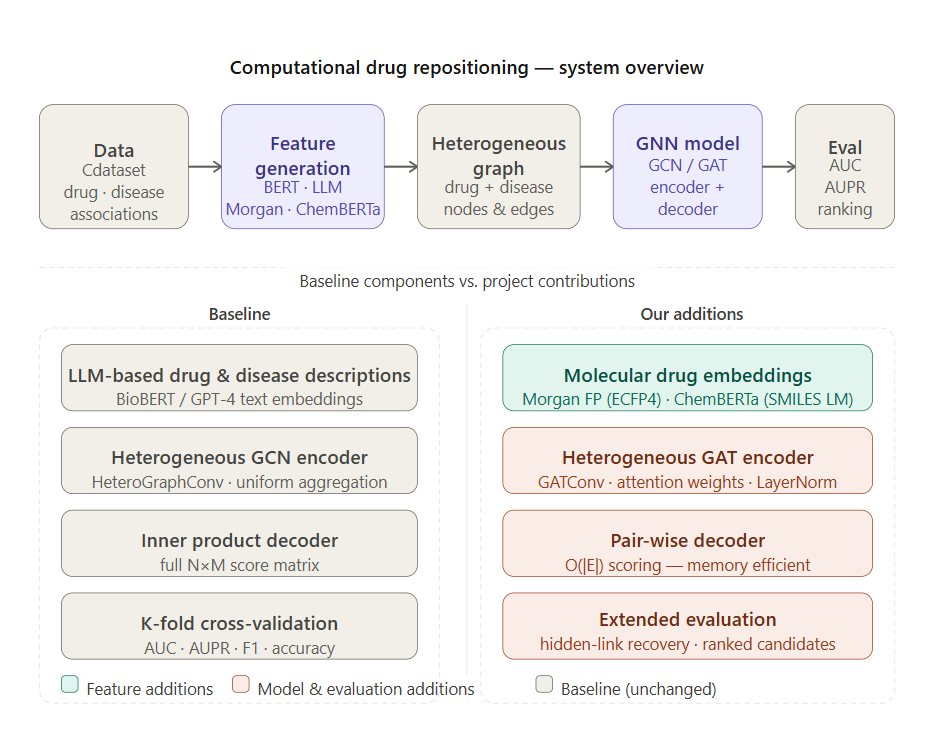 Computational drug repositioning — system overview
Data
Cdataset
drug · disease
associations
Feature
generation
BERT · LLM
Morgan · ChemBERTa
Heterogeneous
graph
drug + disease
nodes & edges
GNN model
GCN / GAT
encoder +
decoder
Eval
AUC
AUPR
ranking
Baseline components vs. project contributions
Baseline
LLM-based drug & disease descriptions
BioBERT / GPT-4 text embeddings
Heterogeneous GCN encoder
HeteroGraphConv · uniform aggregation
Inner product decoder
full N×M score matrix
K-fold cross-validation
AUC · AUPR · F1 · accuracy
Our additions
Molecular drug embeddings
Morgan FP (ECFP4) · ChemBERTa (SMILES LM)
Heterogeneous GAT encoder
GATConv · attention weights · LayerNorm
Pair-wise decoder
O(|E|) scoring — memory efficient
Extended evaluation
hidden-link recovery · ranked candidates
Feature additions
Model & evaluation additions
Baseline (unchanged)